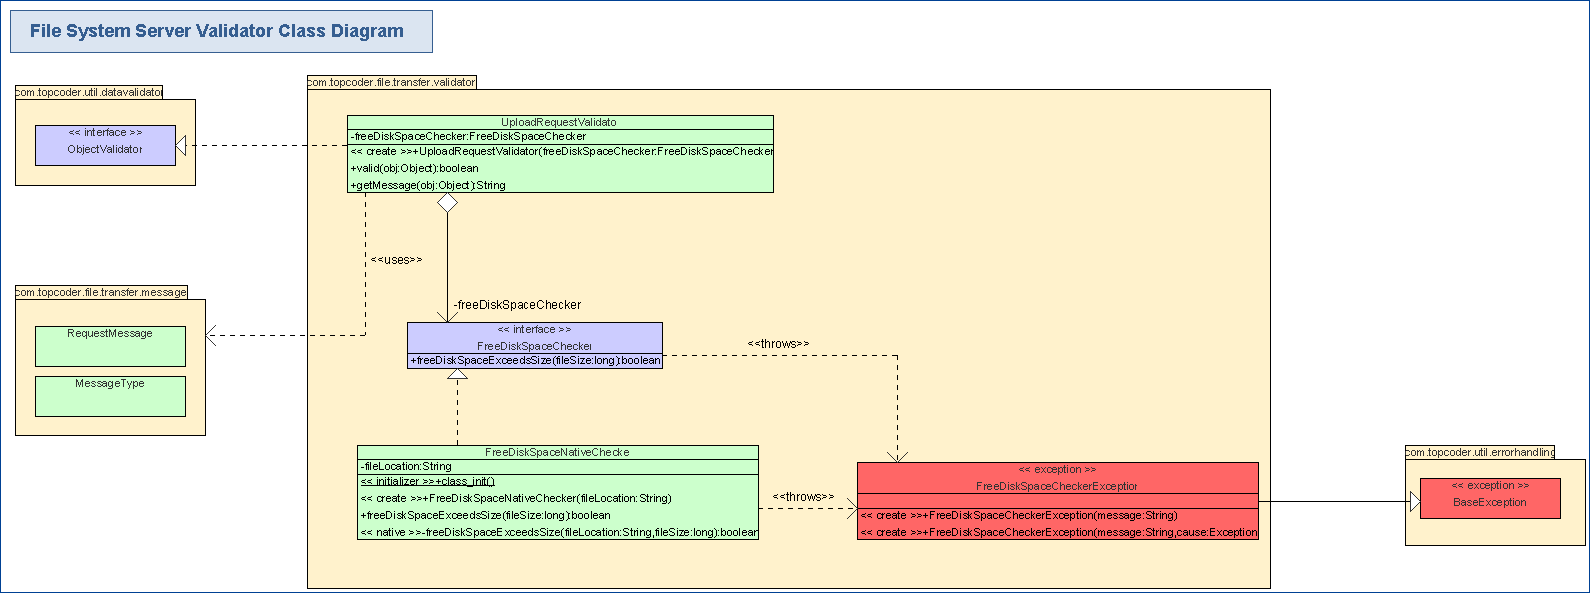 File System Server Validator Class Diagram
com.topcoder.util.datavalidator
<< interface >>
ObjectValidator
com.topcoder.file.transfer.validator
UploadRequestValidato
-freeDiskSpaceChecker:FreeDiskSpaceChecker
<< create >>+UploadRequestValidator(freeDiskSpaceChecker:FreeDiskSpaceChecker
+valid(obj:Object):boolean
+getMessage(obj:Object):String
<<uses>>
com.topcoder.file.transfer.message
RequestMessage
MessageType
-freeDiskSpaceChecker
<< interface >>
FreeDiskSpaceChecker
+freeDiskSpaceExceedsSize(fileSize:long):boolean
<<throws>>
FreeDiskSpaceNativeChecke
-fileLocation:String
<< initializer >>+class_init()
<< create >>+FreeDiskSpaceNativeChecker(fileLocation:String)
+freeDiskSpaceExceedsSize(fileSize:long):boolean
<< native >>-freeDiskSpaceExceedsSize(fileLocation:String,fileSize:long):boolean
<<throws>>
<< exception >>
FreeDiskSpaceCheckerException
<< create >>+FreeDiskSpaceCheckerException(message:String)
<< create >>+FreeDiskSpaceCheckerException(message:String,cause:Exception
com.topcoder.util.errorhandling
<< exception >>
BaseException